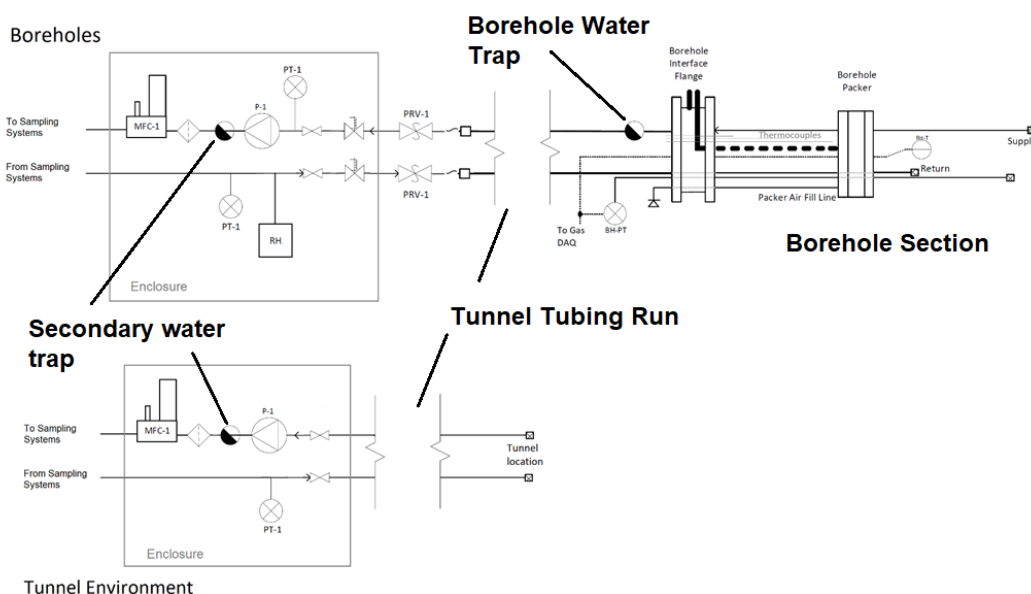 Boreholes
Borehole Water
Trap
Borehole
Interface
Flange
Borehole
Packer
PT-1
P-1
MFC-1
PRV-1
To Sampling
Systems
Thermocouples
BH-T
Suppl
From Sampling
Systems
PRV-1
Return
PT-1
RH.
Packer Air Fill Line
To Gas
DAQ
BH-PT
Borehole Section
Enclosure
Secondary water
trap
Tunnel Tubing Run
P-1
MFC-1
To Sampling
Systems
Tunnel
location
From Sampling
Systems
PT-1
Enclosure
Tunnel Environment